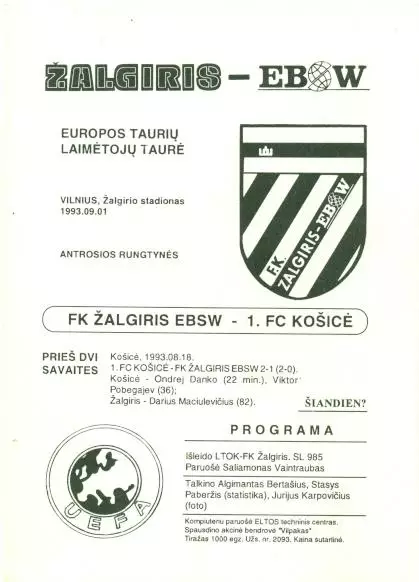 ŽALGIRIS – EBSW
EUROPOS TAURIŲ
LAIMĖTOJŲ TAURĖ
VILNIUS, Žalgirio stadionas
1993.09.01
ANTROSIOS RUNGTYNĖS
F.K.
ŽALGIRIS-EBSW
FK ŽALGIRIS EBSW - 1. FC KOŠICĖ
PRIEŠ DVI
SAVAITES
Košicė, 1993.08.18.
1. FC KOŠICĖ - FK ŽALGIRIS EBSW 2-1 (2-0).
Košicė - Ondrej Danko (22 min.), Viktor
Pobegajev (36);
Žalgiris - Darius Maciulevičius (82).
ŠIANDIEN?
PROGRAMA
Išleido LTOK-FK Žalgiris. SL 985
Paruošė Saliamonas Vaintraubas
Talkino Algimantas Bertašius, Stasys
Paberžis (statistika), Jurijus Karpovičius
(foto)
Kompiuteriu paruošė ELTOS techninis centras.
Spausdino akcinė bendrovė "Vilpakas"
Tiražas 1000 egz. Užs. nr. 2093. Kaina sutartinė.
UEFA